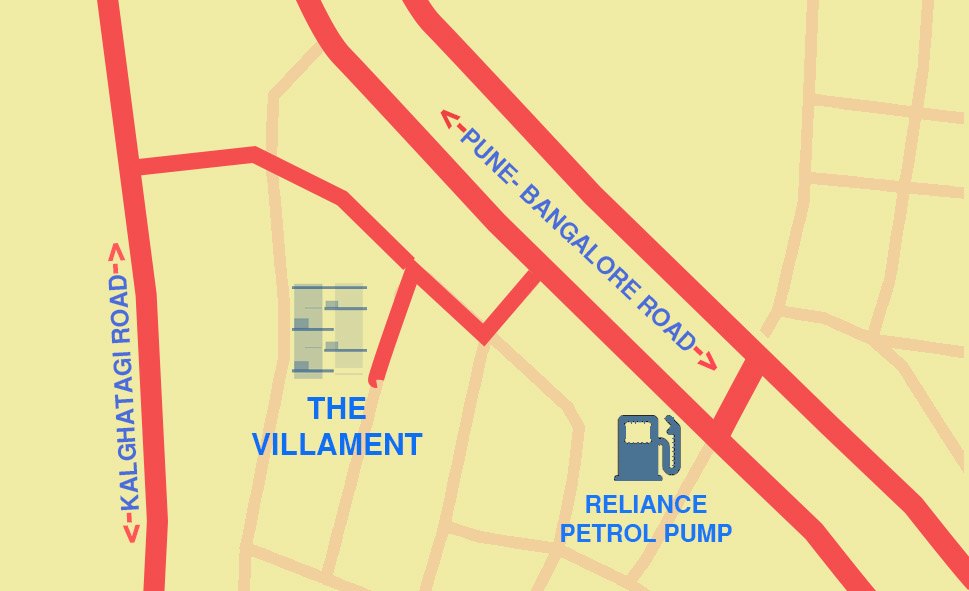 <--PUNE- BANGALORE ROAD-->
<--KALGHATAGI ROAD-->
THE
VILLAMENT
RELIANCE
PETROL PUMP